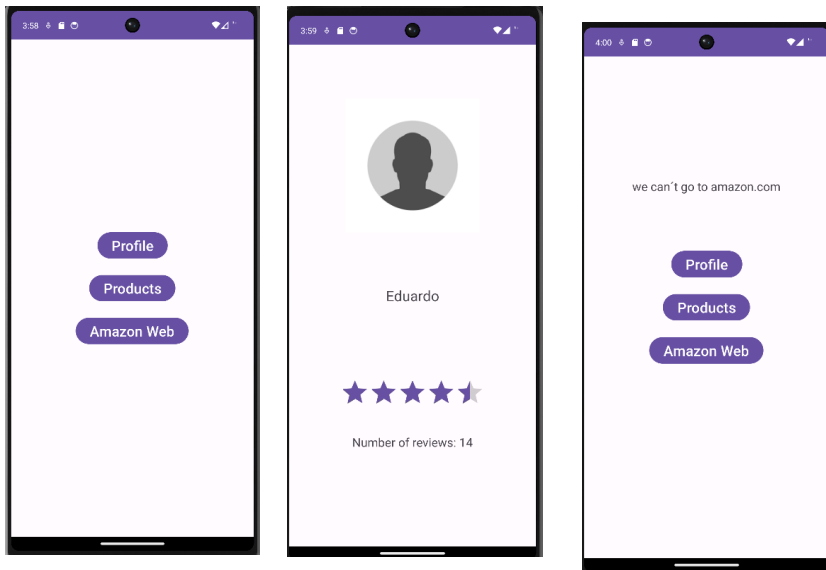 3:58
Profile
Products
Amazon Web
3:59
Eduardo
Number of reviews: 14
4:00
we can´t go to amazon.com
Profile
Products
Amazon Web